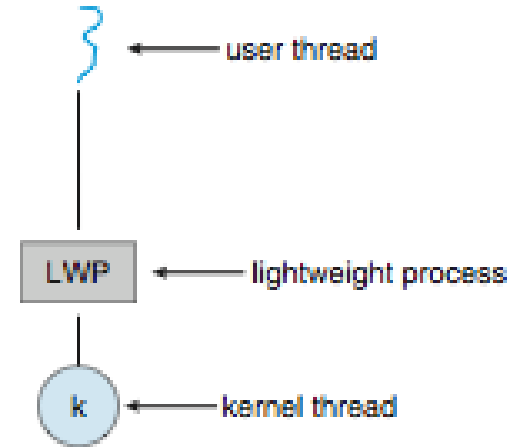 user thread
LWP
lightweight process
k
kernel thread